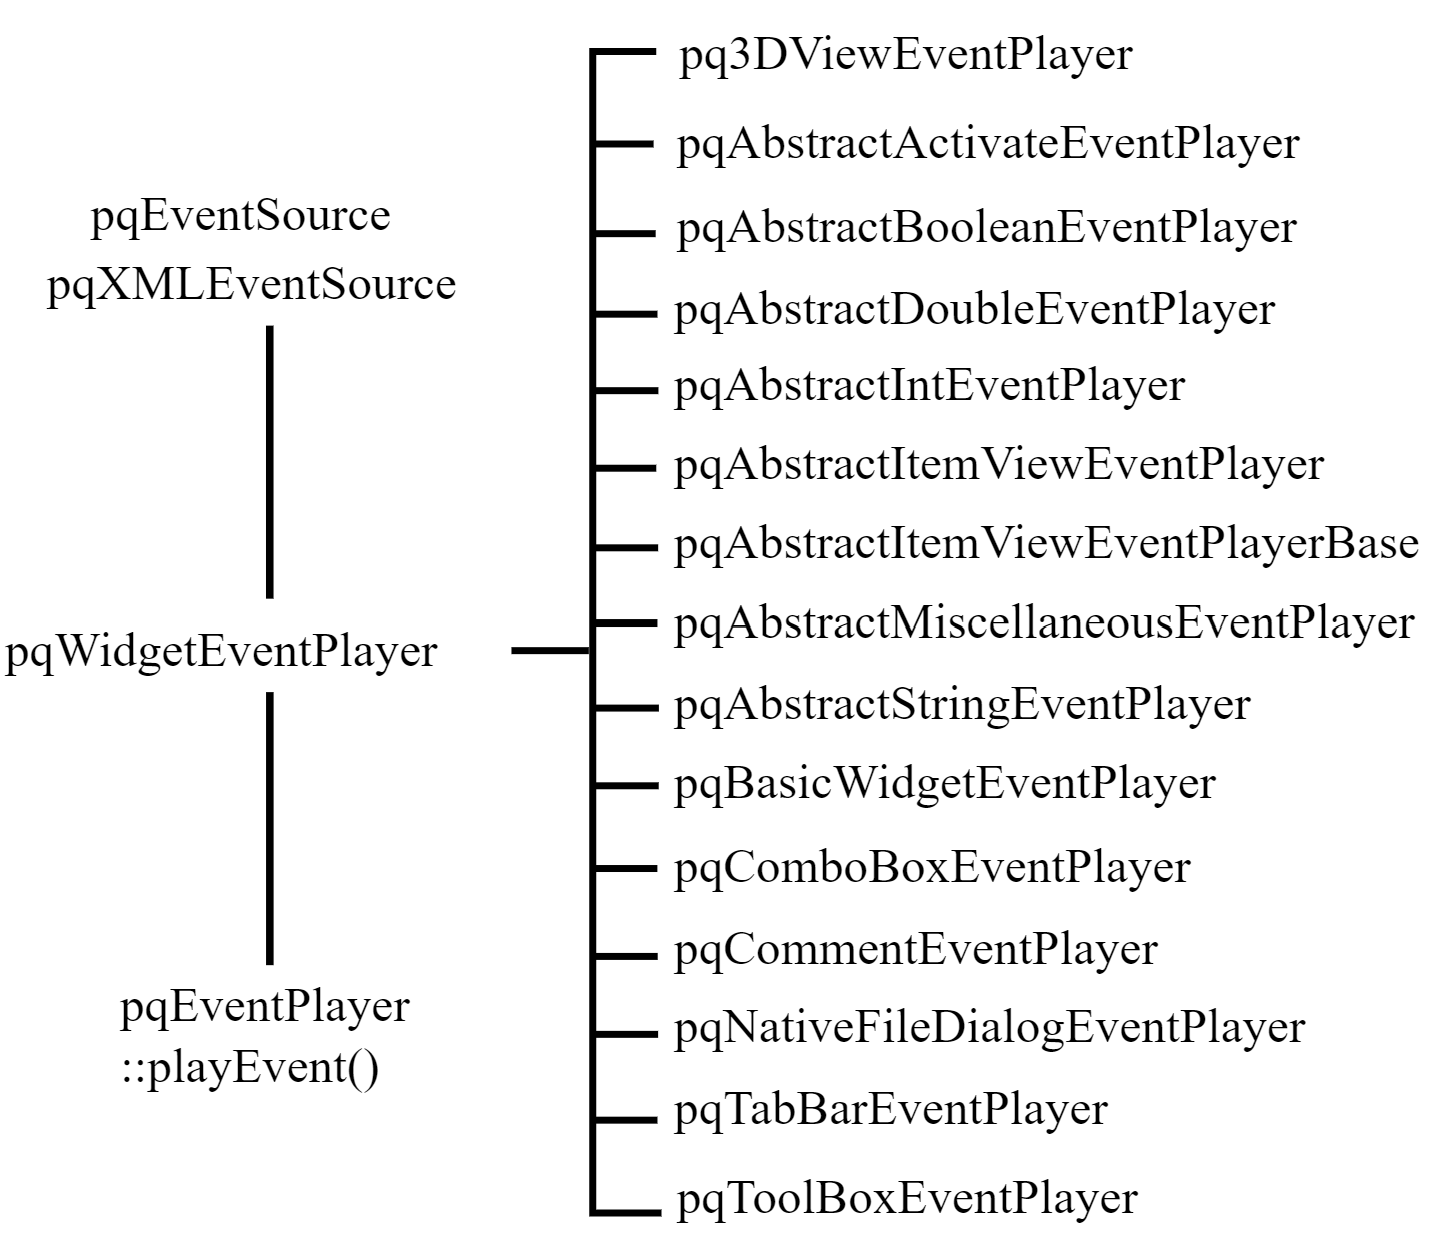 pqEventSource
pqXMLEventSource
pqWidgetEventPlayer
pqEventPlayer
::playEvent()
pq3DViewEventPlayer
pqAbstractActivateEventPlayer
pqAbstractBooleanEventPlayer
pqAbstractDoubleEventPlayer
pqAbstractIntEventPlayer
pqAbstractItemViewEventPlayer
pqAbstractItemViewEventPlayerBase
pqAbstractMiscellaneousEventPlayer
pqAbstractStringEventPlayer
pqBasicWidgetEventPlayer
pqComboBoxEventPlayer
pqCommentEventPlayer
pqNativeFileDialogEventPlayer
pqTabBarEventPlayer
pqToolBoxEventPlayer